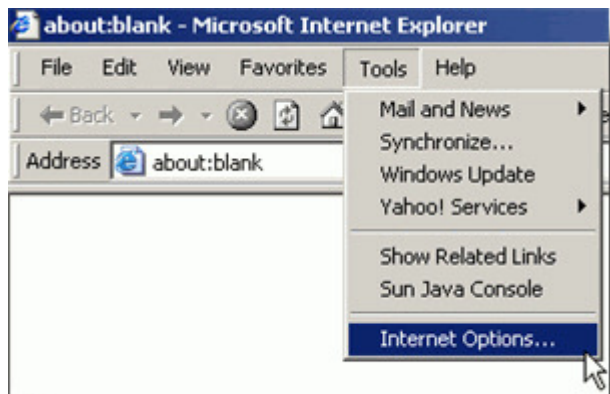 about:blank - Microsoft Internet Explorer
File Edit View Favorites Tools Help
Back
Address about:blank
Mail and News
Synchronize...
Windows Update
Yahoo! Services
Show Related Links
Sun Java Console
Internet Options...